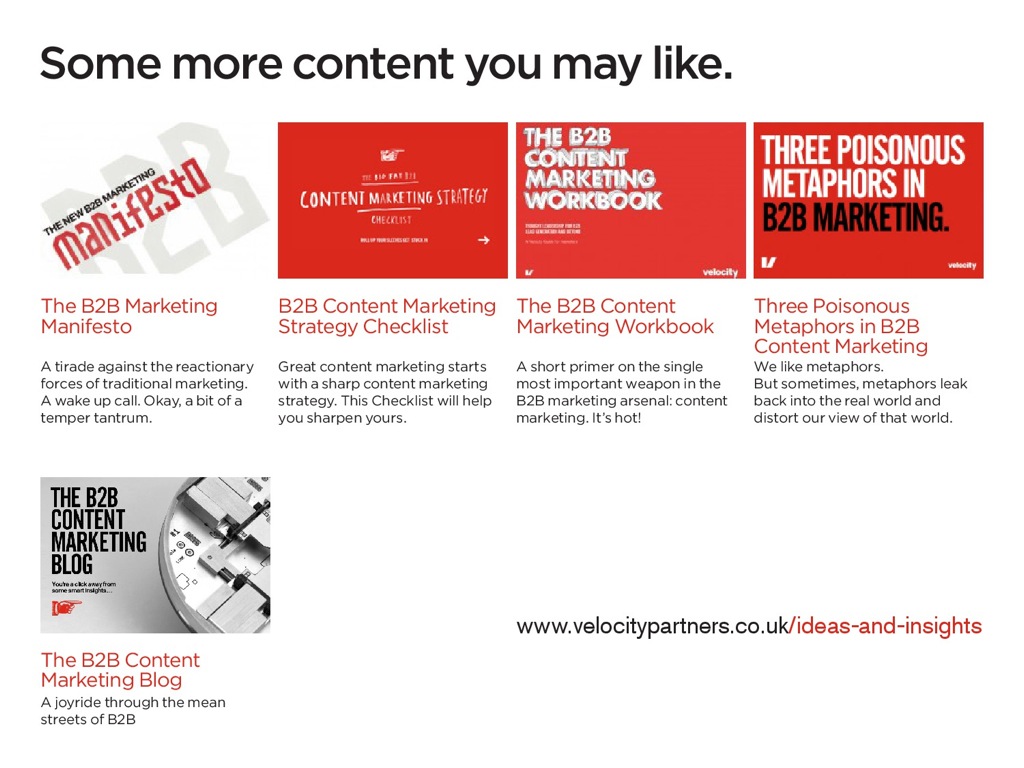 Some more content you may like.
B2B
THE NEW B2B MARKETING
manifesto
The B2B Marketing
Manifesto
A tirade against the reactionary
forces of traditional marketing.
A wake up call. Okay, a bit of a
temper tantrum.
THE BIG FAT B2B
CONTENT MARKETING STRATEGY
CHECKLIST
ROLL UP YOUR SLEEVES GET STUCK IN
B2B Content Marketing
Strategy Checklist
Great content marketing starts
with a sharp content marketing
strategy. This Checklist will help
you sharpen yours.
THE B2B
CONTENT
MARKETING
WORKBOOK
THOUGHT LEADERSHIP FOR B2B
LEAD GENERATION AND BEYOND
velocity
The B2B Content
Marketing Workbook
A short primer on the single
most important weapon in the
B2B marketing arsenal: content
marketing. It's hot!
THREE POISONOUS
METAPHORS IN
B2B MARKETING.
velocity
Three Poisonous
Metaphors in B2B
Content Marketing
We like metaphors.
But sometimes, metaphors leak
back into the real world and
distort our view of that world.
THE B2B
CONTENT
MARKETING
BLOG
You're a click away from
some smart insights...
The B2B Content
Marketing Blog
A joyride through the mean
streets of B2B
www.velocitypartners.co.uk/ideas-and-insights